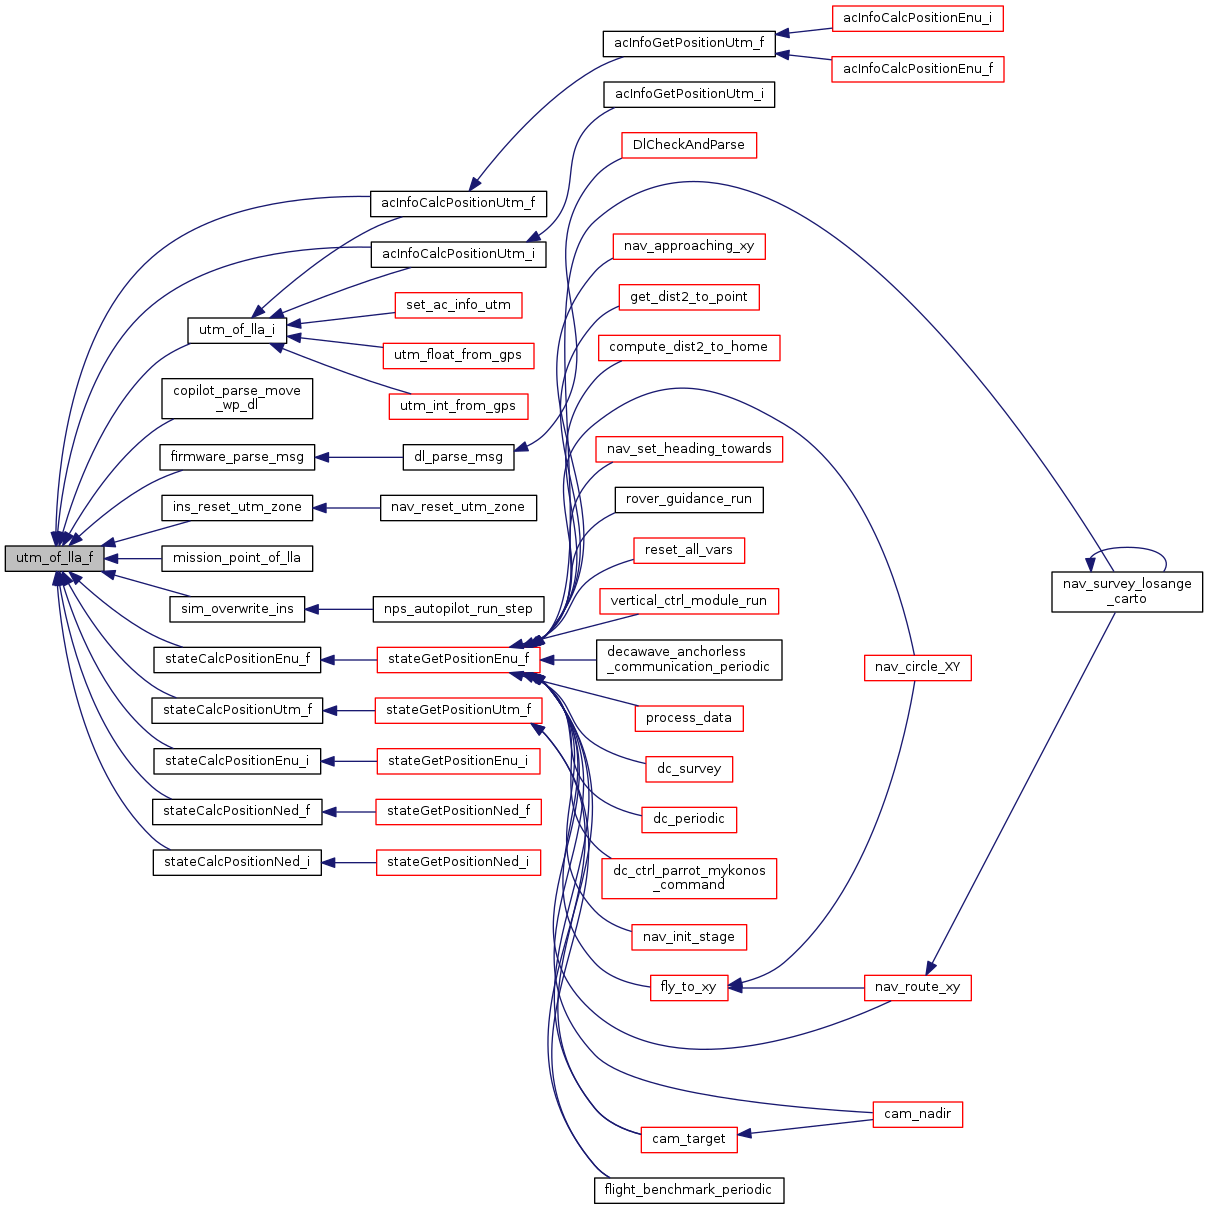 acInfoCalcPositionEnu_i
acInfoGetPositionUtm_f
acInfoCalcPositionEnu_f
acInfoGetPositionUtm_i
DlCheckAndParse
acInfoCalcPositionUtm_f
nav_approaching_xy
acInfoCalcPositionUtm_i
get_dist2_to_point
set_ac_info_utm
utm_of_lla_i
compute_dist2_to_home
utm_float_from_gps
copilot_parse_move
_wp_dl
utm_int_from_gps
nav_set_heading_towards
firmware_parse_msg
dl_parse_msg
rover_guidance_run
ins_reset_utm_zone
nav_reset_utm_zone
reset_all_vars
utm_of_lla_f
mission_point_of_lla
nav_survey_losange
_carto
vertical_ctrl_module_run
sim_overwrite_ins
nps_autopilot_run_step
decawave_anchorless
_communication_periodic
stateCalcPositionEnu_f
stateGetPositionEnu_f
nav_circle_XY
stateCalcPositionUtm_f
stateGetPositionUtm_f
process_data
stateCalcPositionEnu_i
stateGetPositionEnu_i
dc_survey
stateCalcPositionNed_f
stateGetPositionNed_f
dc_periodic
stateCalcPositionNed_i
stateGetPositionNed_i
dc_ctrl_parrot_mykonos
_command
nav_init_stage
fly_to_xy
nav_route_xy
cam_nadir
cam_target
flight_benchmark_periodic